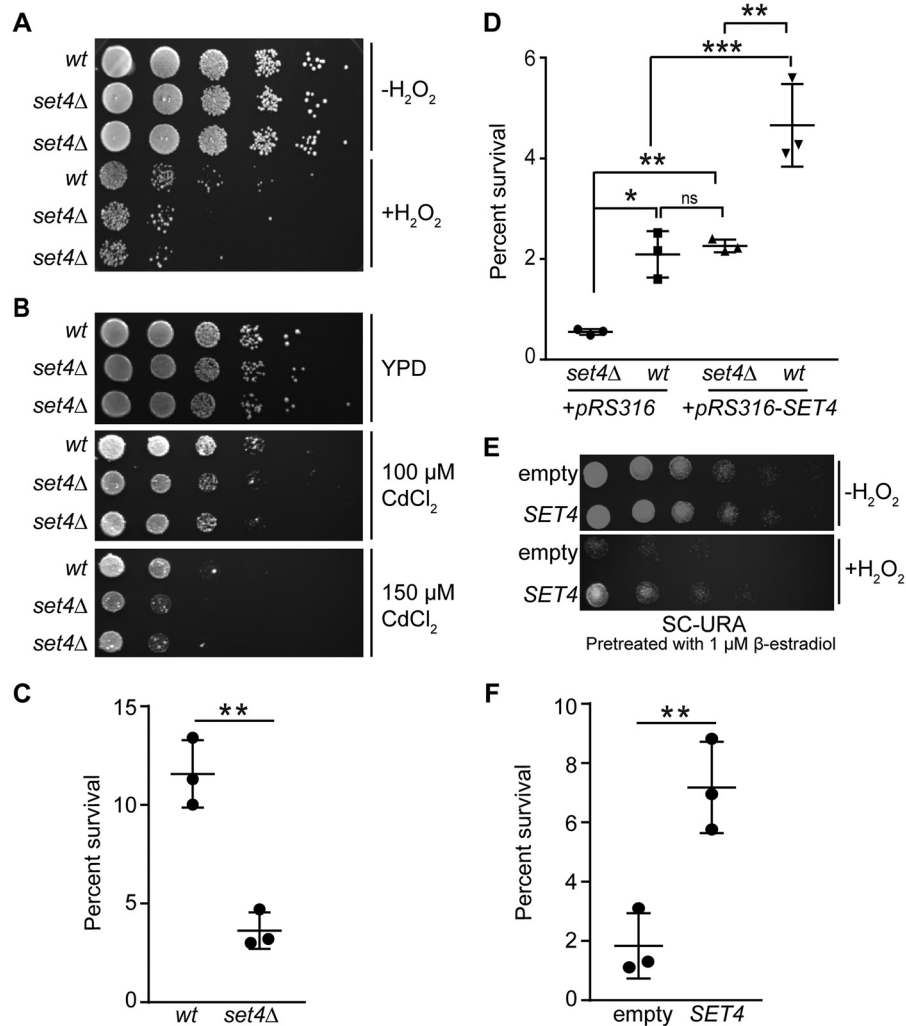 A
wt
set4Δ
set4Δ
-H₂O₂
wt
set4Δ
set4Δ
+H₂O₂
B
wt
set4Δ
set4Δ
YPD
wt
set4Δ
set4Δ
100 µM
CdCl₂
wt
set4Δ
set4Δ
150 µM
CdCl₂
C
Percent survival
15
10
5
0
**
wt set4Δ
D
Percent survival
6
4
2
0
**
***
**
*
ns
set4Δ wt set4Δ wt
+pRS316 +pRS316-SET4
E
empty
SET4
-H₂O₂
empty
SET4
+H₂O₂
SC-URA
Pretreated with 1 µM β-estradiol
F
Percent survival
10
8
6
4
2
0
**
empty SET4